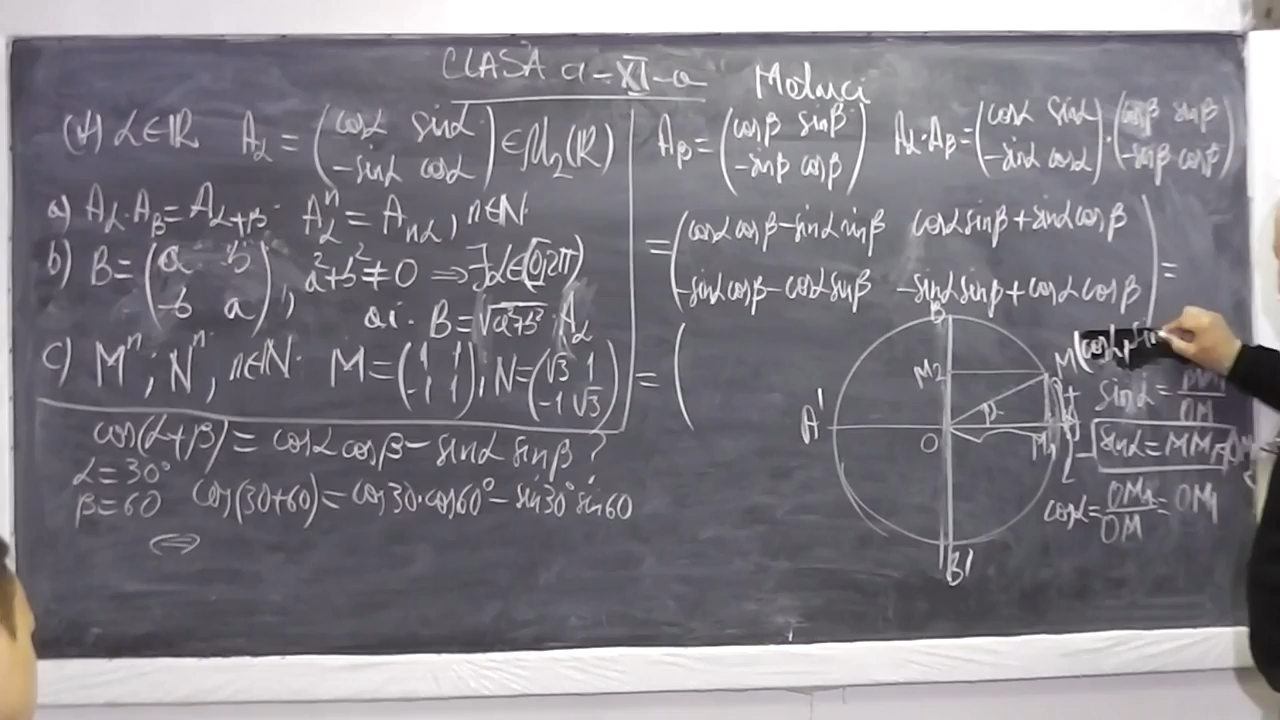 CLASA a-XI-a Matrici
(∀) α∈ℝ A_α = (cosα sinα
-sinα cosα) ∈ M₂(ℝ)
a) A_α·A_β = A_{α+β} A_α^n = A_{nα}, n∈ℕ
b) B = (a b
-b a), a²+b²≠0 ⇒ ∃α∈[0,2π)
ai. B = √a²+b² · A_α
c) M^n ; N^n, n∈ℕ. M = (1 1
-1 1), N = (√3 1
-1 √3)
cos(α+β) = cosα cosβ - sinα sinβ ?
α=30°
β=60 cos(30+60) = cos30·cos60° - sin30° sin60
⇔
A_β = (cosβ sinβ
-sinβ cosβ)
A_α·A_β = (cosα sinα
-sinα cosα) · (cosβ sinβ
-sinβ cosβ)
= (cosα cosβ - sinα sinβ cosα sinβ + sinα cosβ
-sinα cosβ - cosα sinβ -sinα sinβ + cosα cosβ) =
= (
B
M2
M(cos
A'
O
M1
B'
sinα = MM1/OM
sinα = MM1
cosα = OM1/OM = OM1